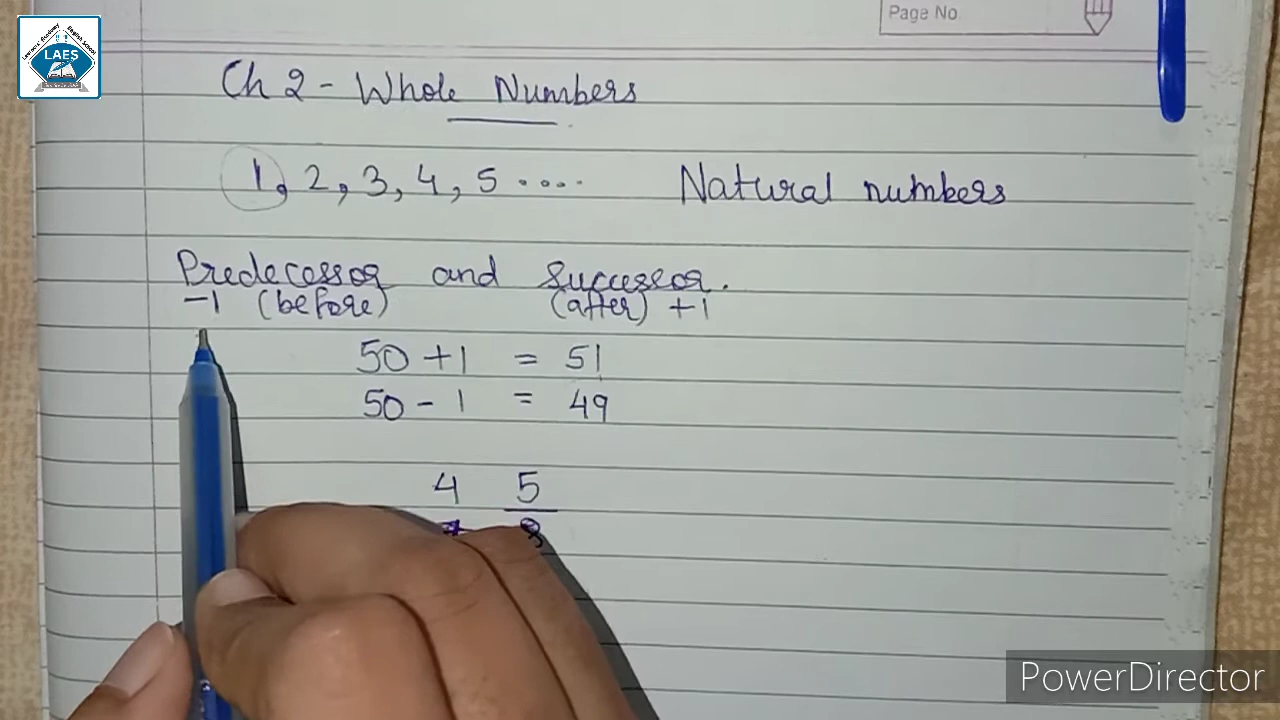 Page No
LAES
Ch 2 - Whole Numbers
1, 2, 3, 4, 5 ..... Natural numbers
Predecessor and Successor.
-1 (before) (after) +1
50 + 1 = 51
50 - 1 = 49
4 5
PowerDirector